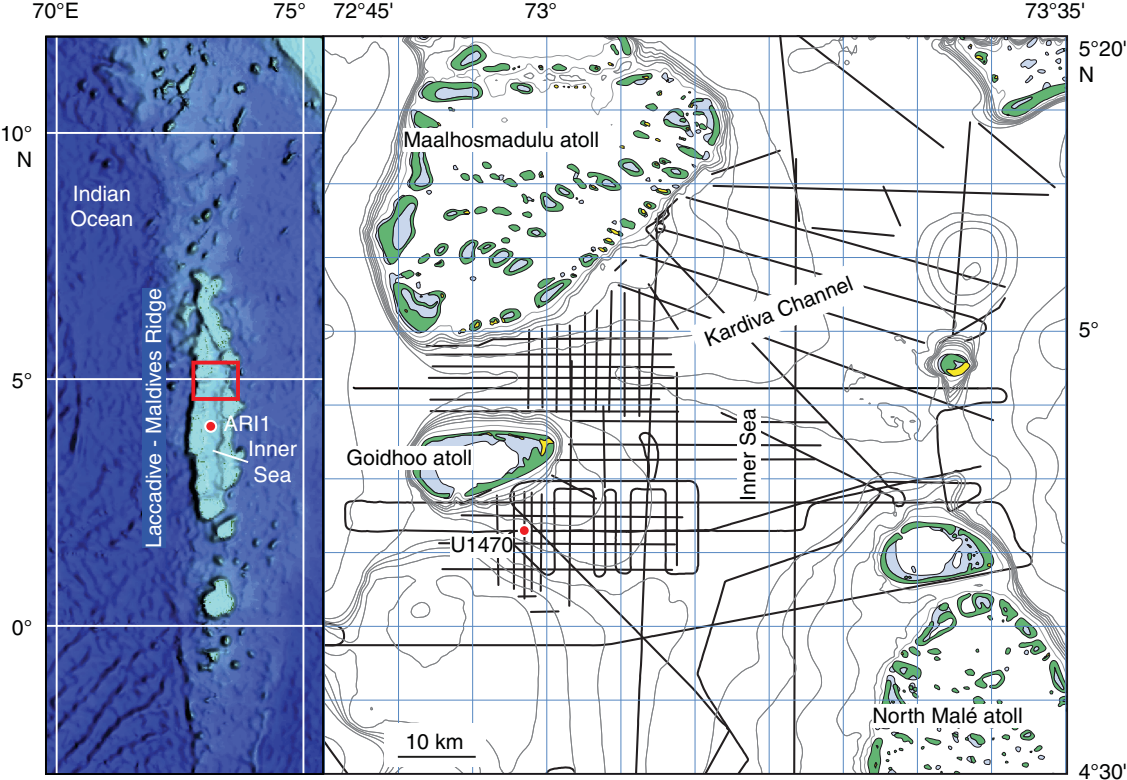 70°E
75°
72°45'
73°
73°35'
5°20'
N
10°
N
Indian
Ocean
Maalhosmadulu atoll
Laccadive - Maldives Ridge
Kardiva Channel
5°
5°
ARI1
Inner
Sea
Goidhoo atoll
Inner Sea
U1470
0°
North Malé atoll
10 km
4°30'